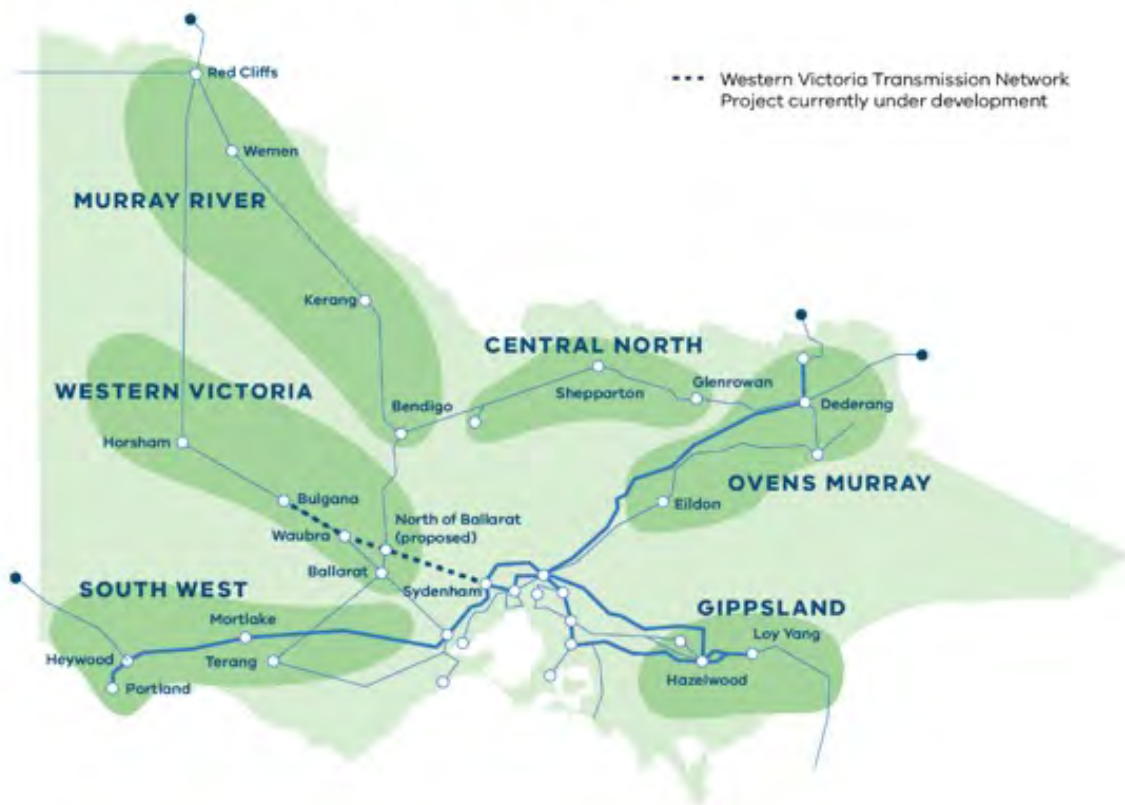 Western Victoria Transmission Network
Project currently under development
Red Cliffs
Wemen
MURRAY RIVER
Kerang
CENTRAL NORTH
Glenrowan
Shepparton
Dederang
WESTERN VICTORIA
Bendigo
Horsham
OVENS MURRAY
Bulgana
Eildon
North of Ballarat
(proposed)
Waubra
Ballarat
Sydenham
SOUTH WEST
GIPPSLAND
Mortlake
Loy Yang
Heywood
Terang
Hazelwood
Portland